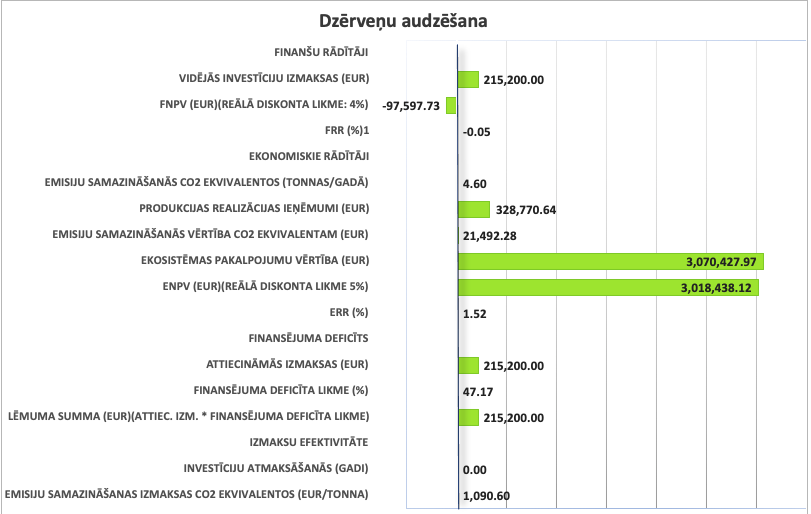 Dzērveņu audzēšana
FINANŠU RĀDĪTĀJI
VIDĒJĀS INVESTĪCIJU IZMAKSAS (EUR) 215,200.00
FNPV (EUR)(REĀLĀ DISKONTA LIKME: 4%) -97,597.73
FRR (%)1 -0.05
EKONOMISKIE RĀDĪTĀJI
EMISIJU SAMAZINĀŠANĀS CO2 EKVIVALENTOS (TONNAS/GADĀ) 4.60
PRODUKCIJAS REALIZĀCIJAS IEŅĒMUMI (EUR) 328,770.64
EMISIJU SAMAZINĀŠANĀS VĒRTĪBA CO2 EKVIVALENTAM (EUR) 21,492.28
EKOSISTĒMAS PAKALPOJUMU VĒRTĪBA (EUR) 3,070,427.97
ENPV (EUR)(REĀLĀ DISKONTA LIKME 5%) 3,018,438.12
ERR (%) 1.52
FINANSĒJUMA DEFICĪTS
ATTIECINĀMĀS IZMAKSAS (EUR) 215,200.00
FINANSĒJUMA DEFICĪTA LIKME (%) 47.17
LĒMUMA SUMMA (EUR)(ATTIEC. IZM. * FINANSĒJUMA DEFICĪTA LIKME) 215,200.00
IZMAKSU EFEKTIVITĀTE
INVESTĪCIJU ATMAKSĀŠANĀS (GADI) 0.00
EMISIJU SAMAZINĀŠANAS IZMAKSAS CO2 EKVIVALENTOS (EUR/TONNA) 1,090.60